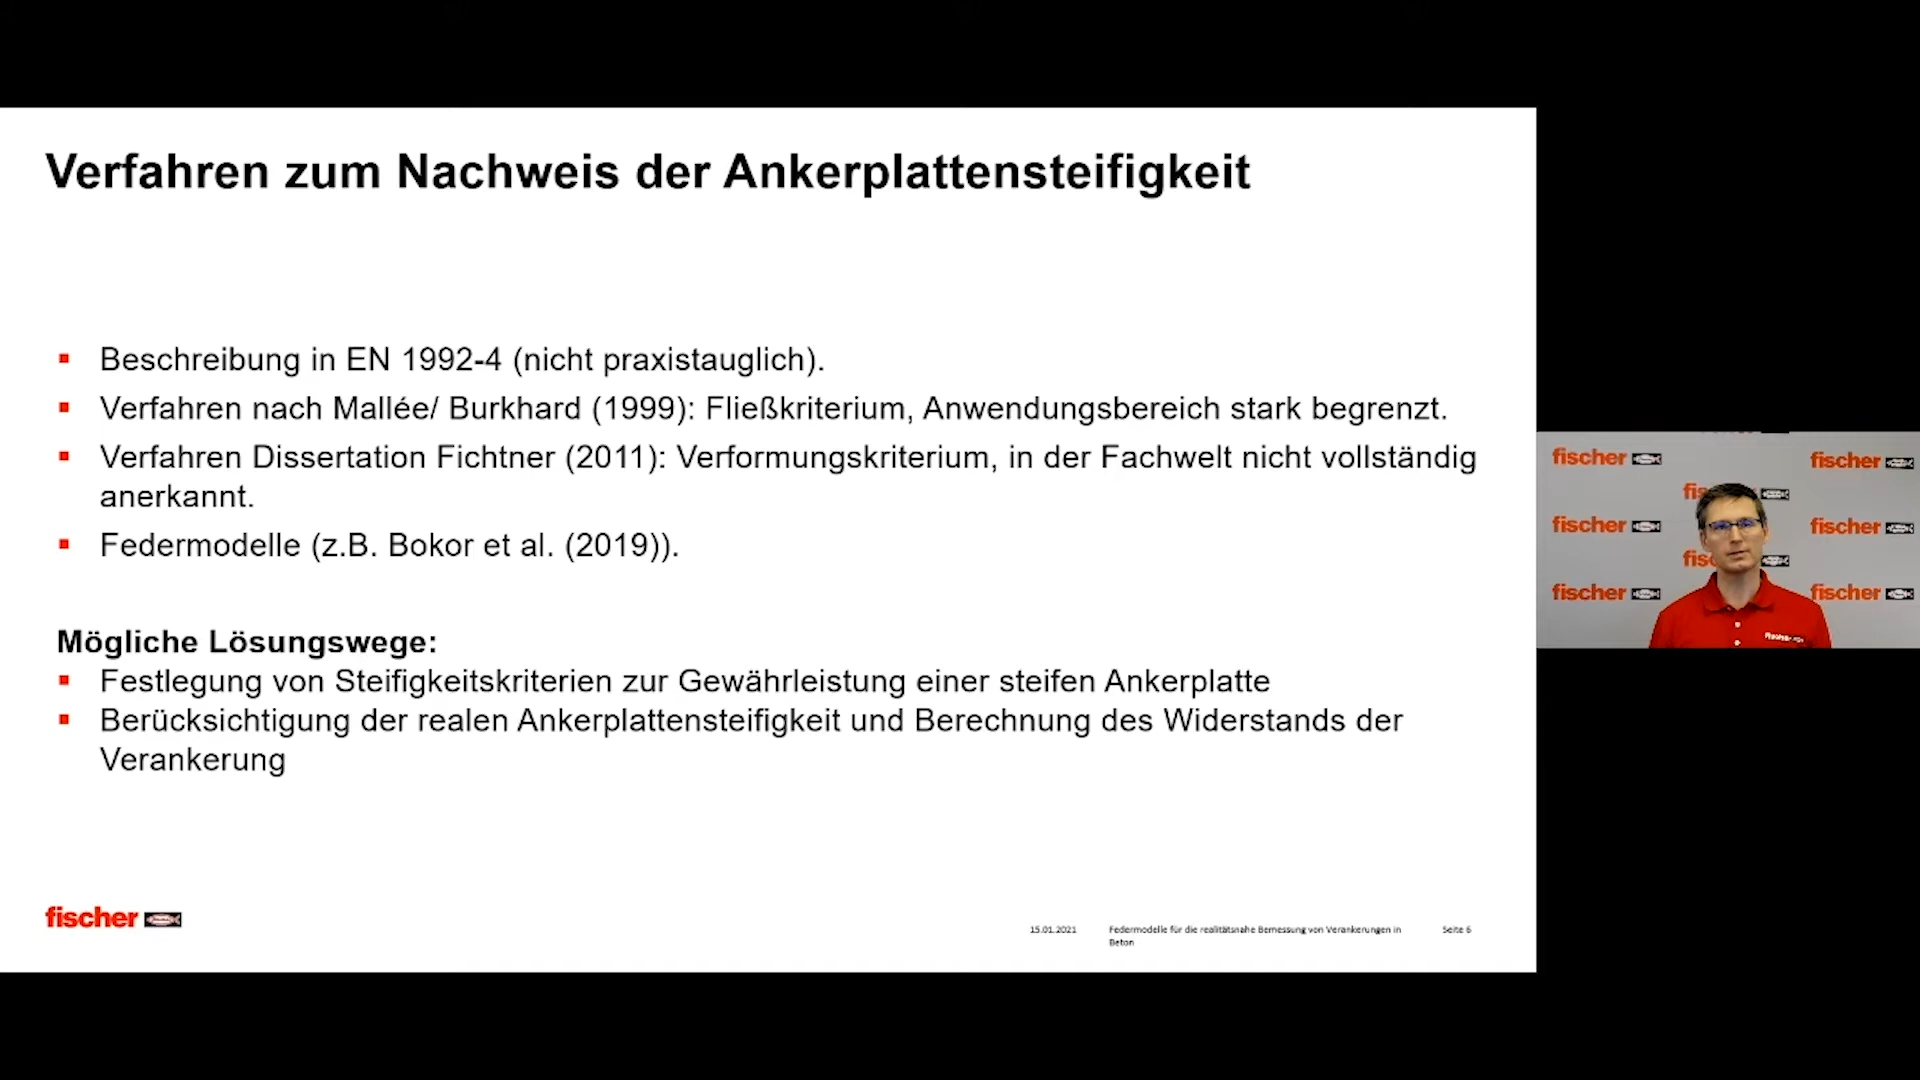 Verfahren zum Nachweis der Ankerplattensteifigkeit
Beschreibung in EN 1992-4 (nicht praxistauglich).
Verfahren nach Mallée/ Burkhard (1999): Fließkriterium, Anwendungsbereich stark begrenzt.
Verfahren Dissertation Fichtner (2011): Verformungskriterium, in der Fachwelt nicht vollständig
anerkannt.
Federmodelle (z.B. Bokor et al. (2019)).
Mögliche Lösungswege:
Festlegung von Steifigkeitskriterien zur Gewährleistung einer steifen Ankerplatte
Berücksichtigung der realen Ankerplattensteifigkeit und Berechnung des Widerstands der
Verankerung
fischer
15.01.2021 Federmodelle für die realitätsnahe Bemessung von Verankerungen in Seite 6
Beton
fischer fischer
fis
fischer fischer
fis
fischer fischer
fischer